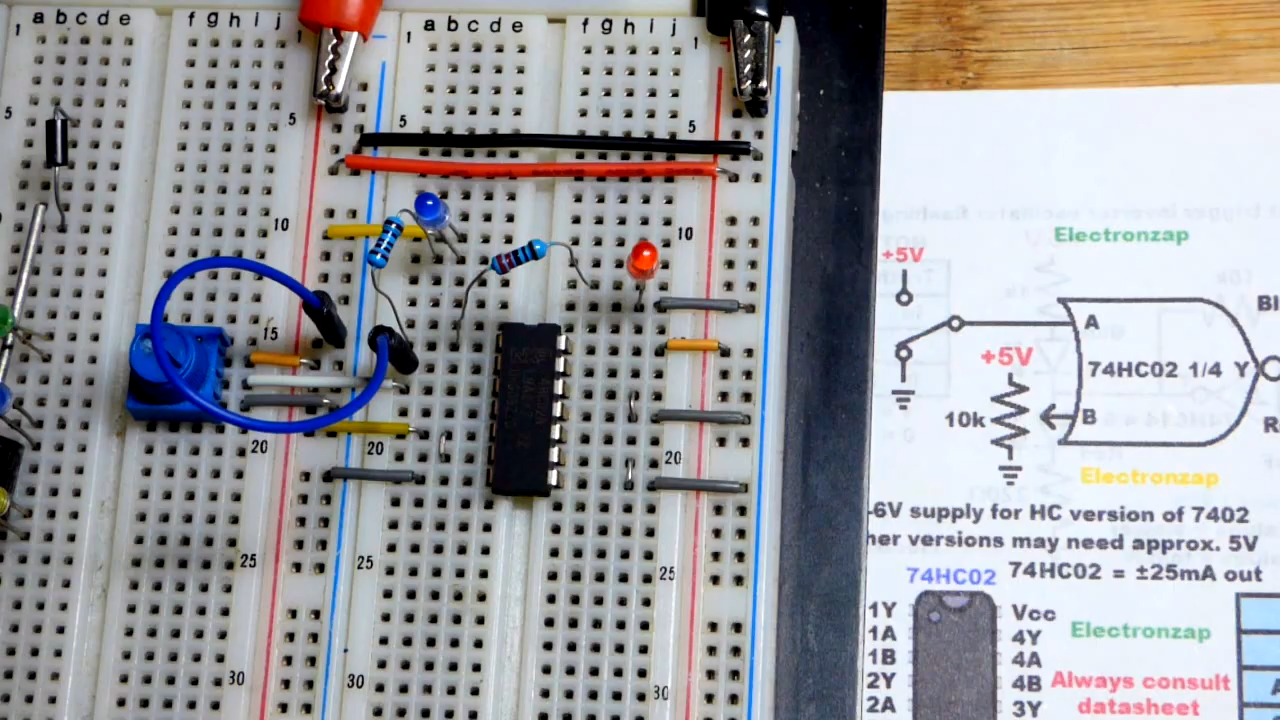 a b c d e
f g h i j
a b c d e
f g h i j
1
1
1
1
5
5
5
5
10
10
15
20
20
20
25
25
25
30
30
30
Electronzap
+5V
A
Bl
+5V
74HC02 1/4 Y
10k
B
R
Electronzap
-6V supply for HC version of 7402
her versions may need approx. 5V
74HC02
74HC02 = ±25mA out
1Y
Vcc
1A
4Y
Electronzap
1B
4A
2Y
4B
Always consult
2A
3Y
datasheet